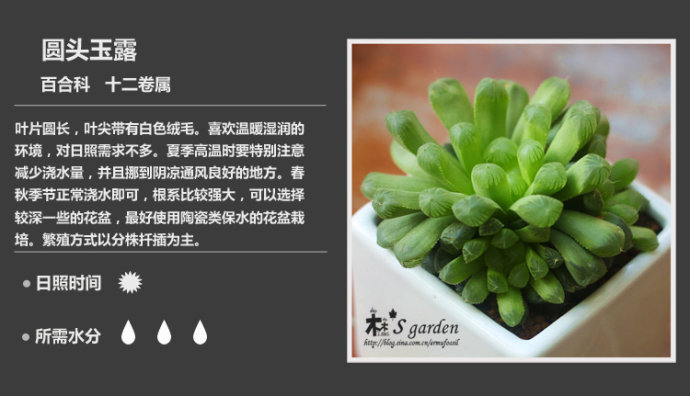 圆头玉露
百合科 十二卷属
叶片圆长，叶尖带有白色绒毛。喜欢温暖湿润的
环境，对日照需求不多。夏季高温时要特别注意
减少浇水量，并且挪到阴凉通风良好的地方。春
秋季节正常浇水即可，根系比较强大，可以选择
较深一些的花盆，最好使用陶瓷类保水的花盆栽
培。繁殖方式以分株扦插为主。
日照时间
所需水分
's garden
http://blog.sina.com.cn/ermufossil